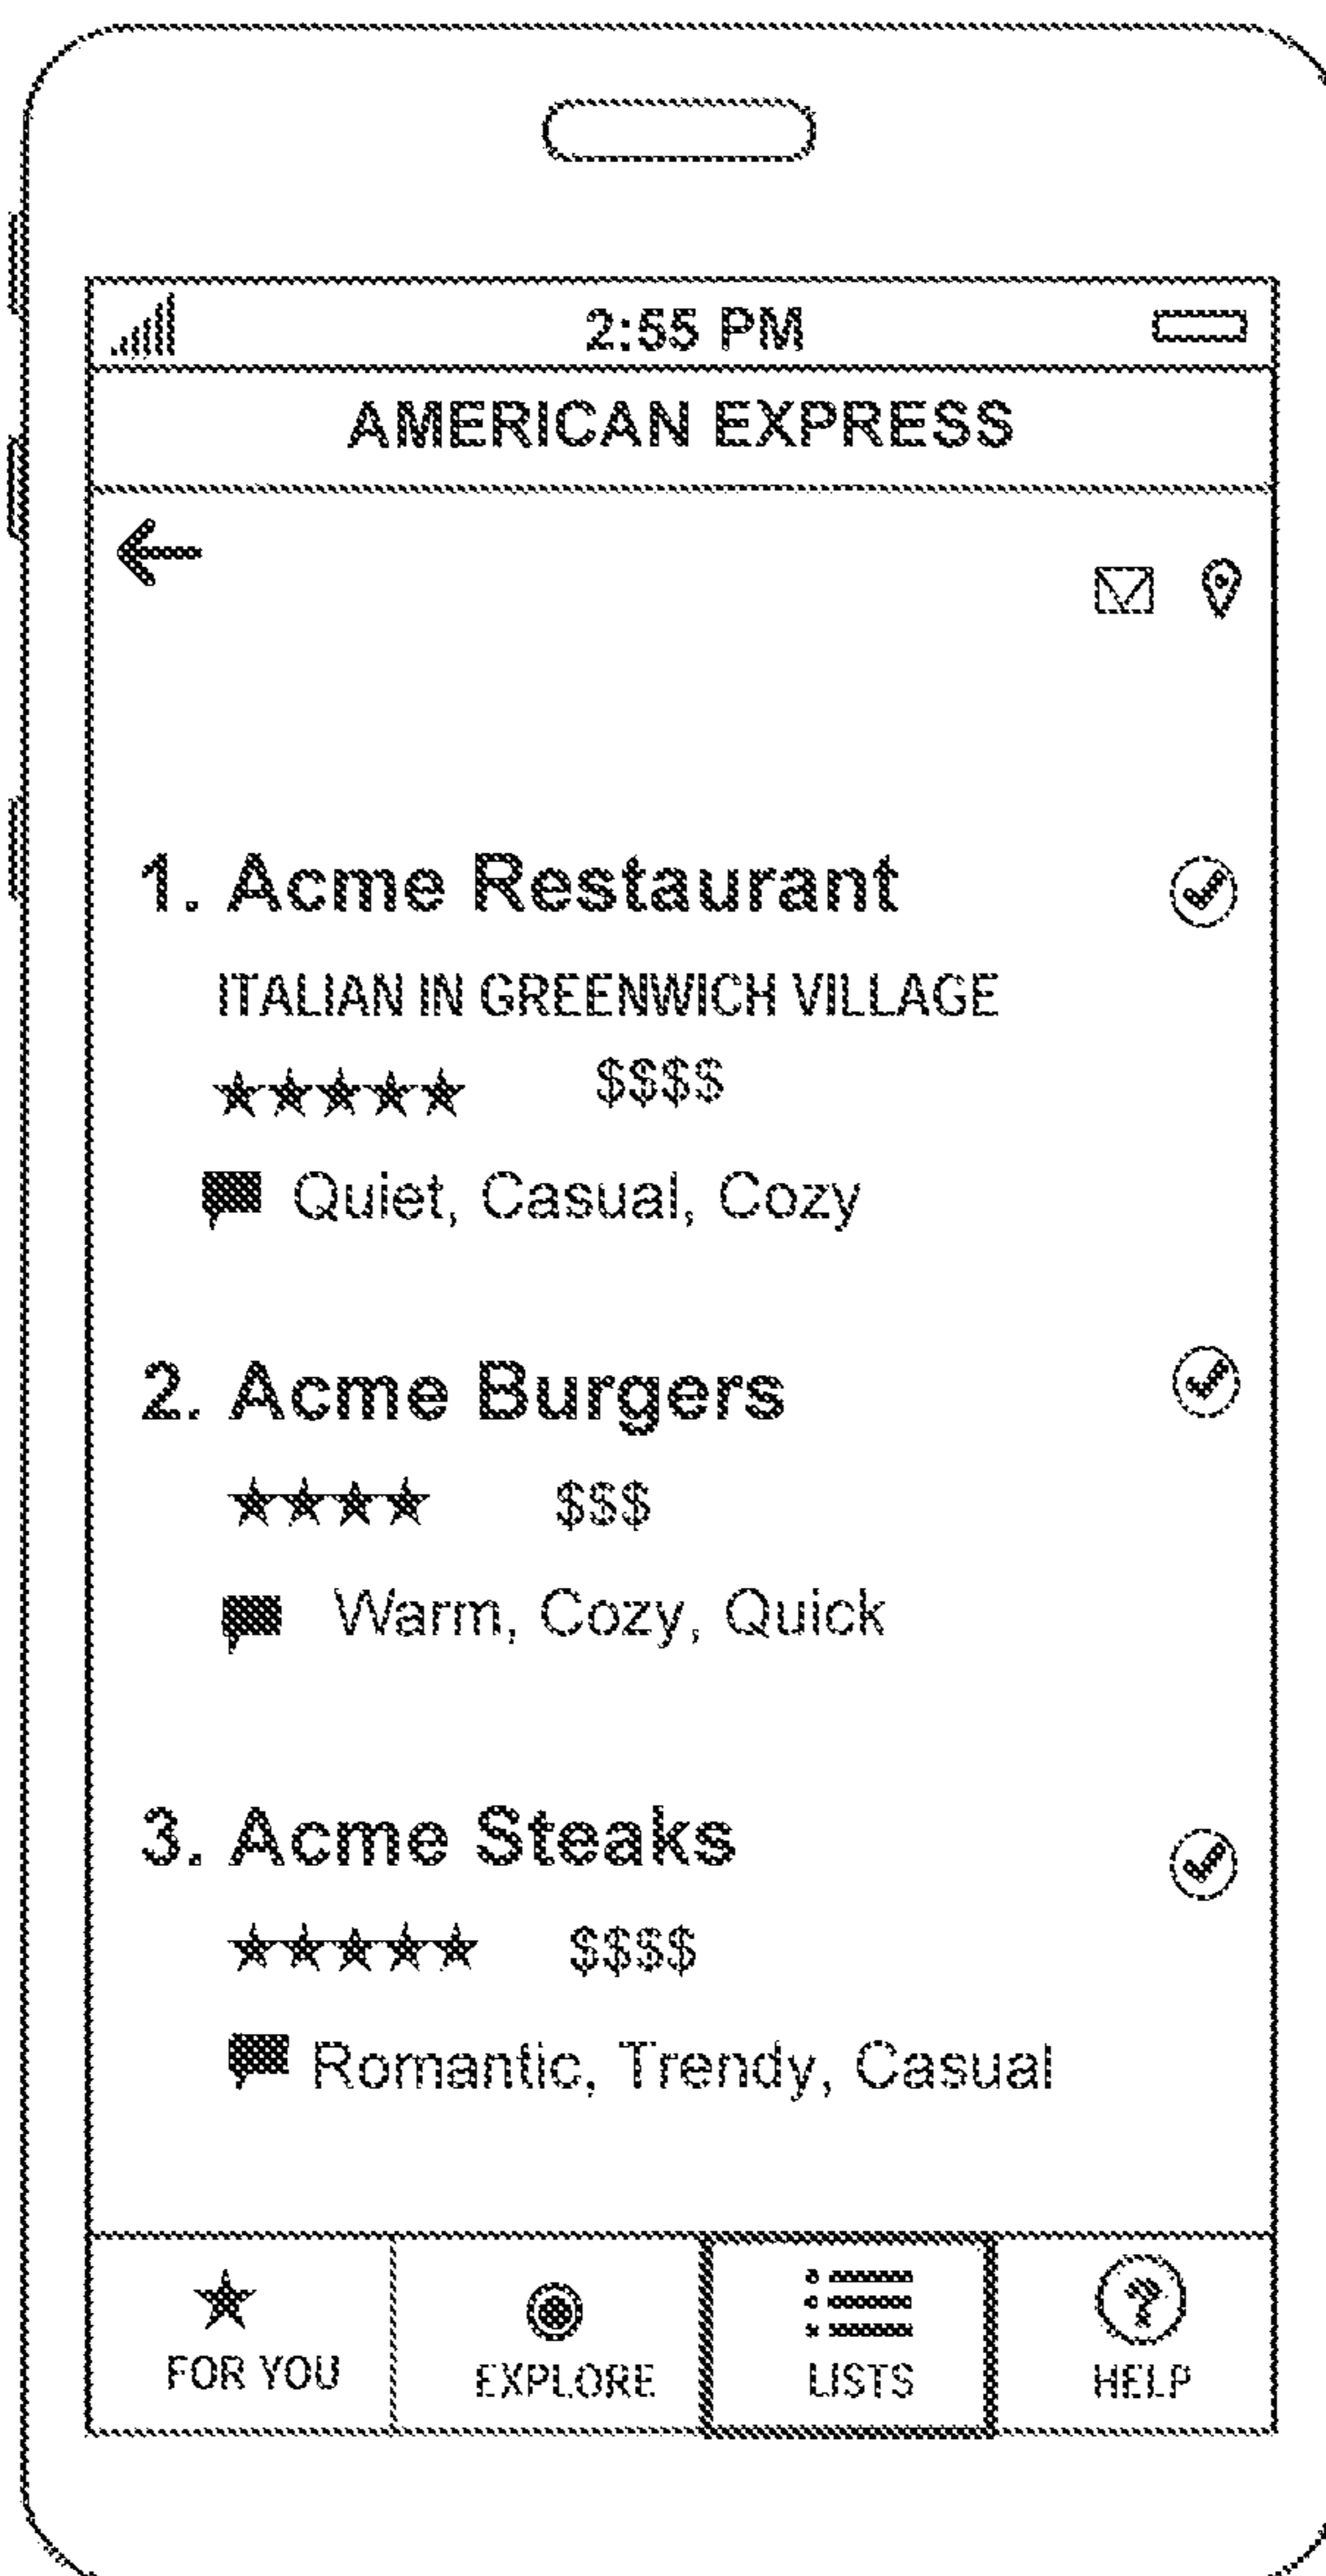 2:55 PM
AMERICAN EXPRESS
1. Acme Restaurant
ITALIAN IN GREENWICH VILLAGE
★★★★★ $$$$
Quiet, Casual, Cozy
2. Acme Burgers
★★★★ $$$
Warm, Cozy, Quick
3. Acme Steaks
★★★★★ $$$$
Romantic, Trendy, Casual
FOR YOU EXPLORE LISTS HELP